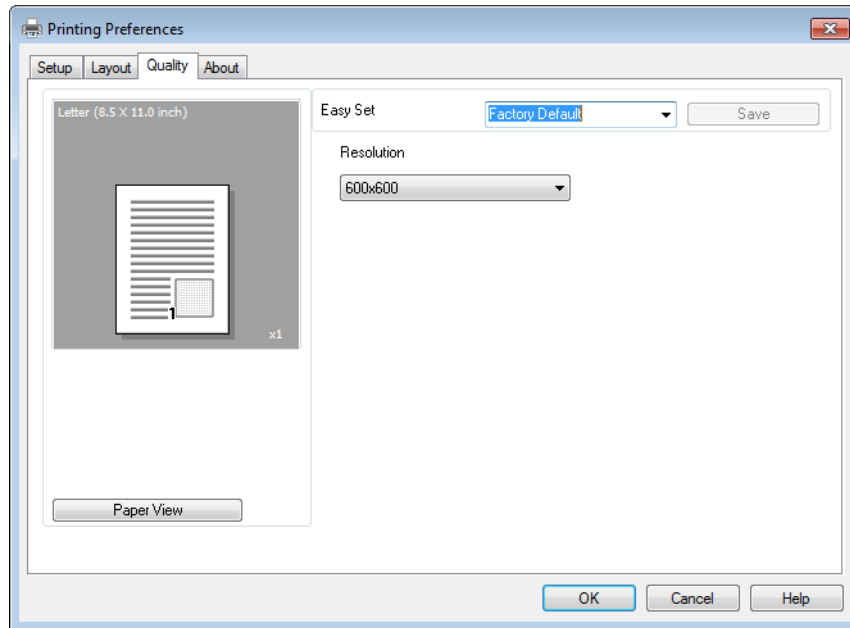 Printing Preferences
Setup Layout Quality About
Letter (8.5 X 11.0 inch)
1
x1
Paper View
Easy Set Factory Default Save
Resolution
600x600
OK Cancel Help